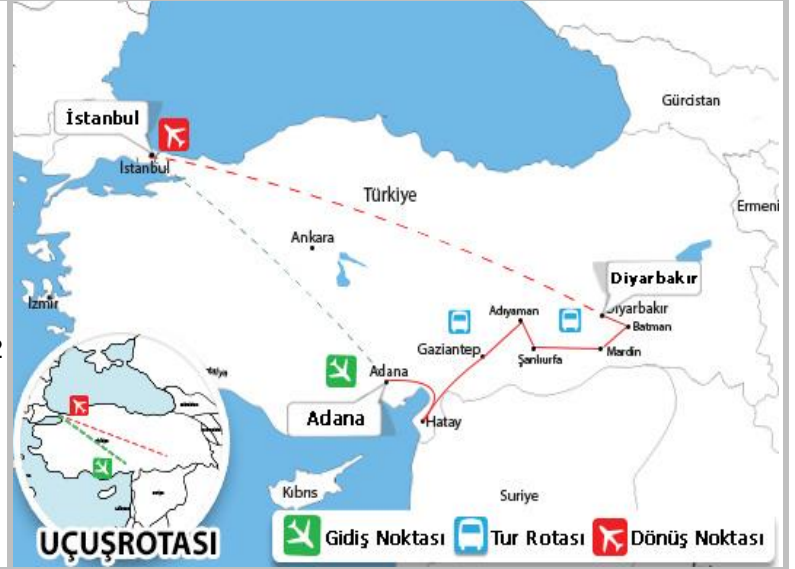 Gürcistan
İstanbul
İstanbul
Türkiye
Ermeni
Ankara
Diyarbakır
İzmir
Diyarbakır
Adıyaman
Batman
Gaziantep
Şanlıurfa
Mardin
Adana
Adana
Hatay
Kıbrıs
Suriye
UÇUŞROTASI
Gidiş Noktası
Tur Rotası
Dönüş Noktası